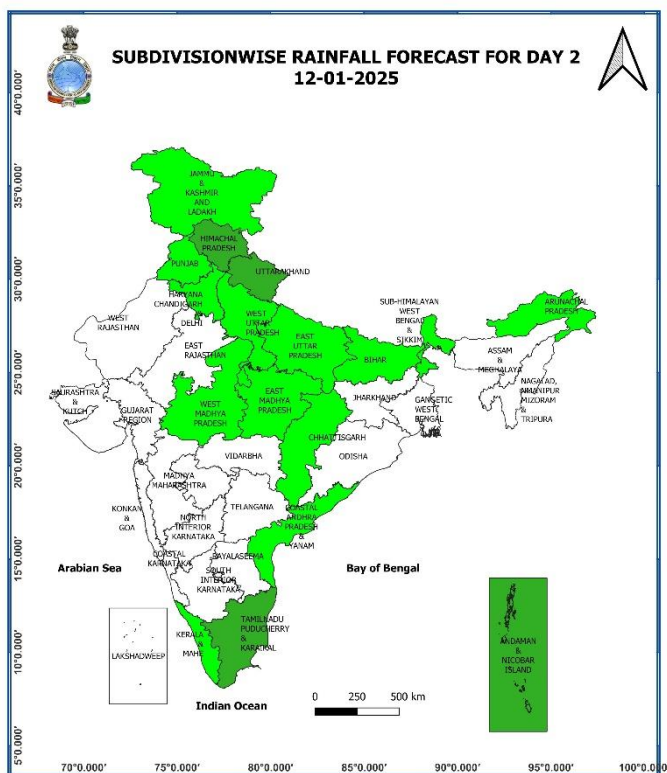 SUBDIVISIONWISE RAINFALL FORECAST FOR DAY 2
12-01-2025
40°0.000'
35°0.000'
30°0.000'
25°0.000'
20°0.000'
15°0.000'
10°0.000'
5°0.000'
JAMMU
&
KASHMIR
AND
LADAKH
HIMACHAL
PRADESH
UTTARAKHAND
PUNJAB
HARYANA
CHANDIGARH
DELHI
WEST
RAJASTHAN
EAST
RAJASTHAN
WEST
UTTAR
PRADESH
EAST
UTTAR
PRADESH
SUB-HIMALAYAN
WEST
BENGAL
&
SIKKIM
ARUNACHAL
PRADESH
ASSAM
&
MEGHALAYA
BIHAR
MANIPUR
MIZORAM
&
TRIPURA
JHARKHAND
GANGETIC
WEST
BENGAL
SAURASHTRA
&
KUTCH
GUJARAT
REGION
WEST
MADHYA
PRADESH
EAST
MADHYA
PRADESH
CHHATTISGARH
ODISHA
VIDARBHA
MADHYA
MAHARASHTRA
TELANGANA
KONKAN
&
GOA
NORTH
INTERIOR
KARNATAKA
COASTAL
ANDHRA
PRADESH
&
YANAM
COASTAL
KARNATAKA
RAYALASEEMA
SOUTH
INTERIOR
KARNATAKA
Arabian Sea
Bay of Bengal
LAKSHADWEEP
KERALA
&
MAHE
TAMILNADU
PUDUCHERRY
&
KARAIKAL
ANDAMAN
&
NICOBAR
ISLAND
Indian Ocean
0 250 500 km
70°0.000' 75°0.000' 80°0.000' 85°0.000' 90°0.000' 95°0.000' 100°0.000'